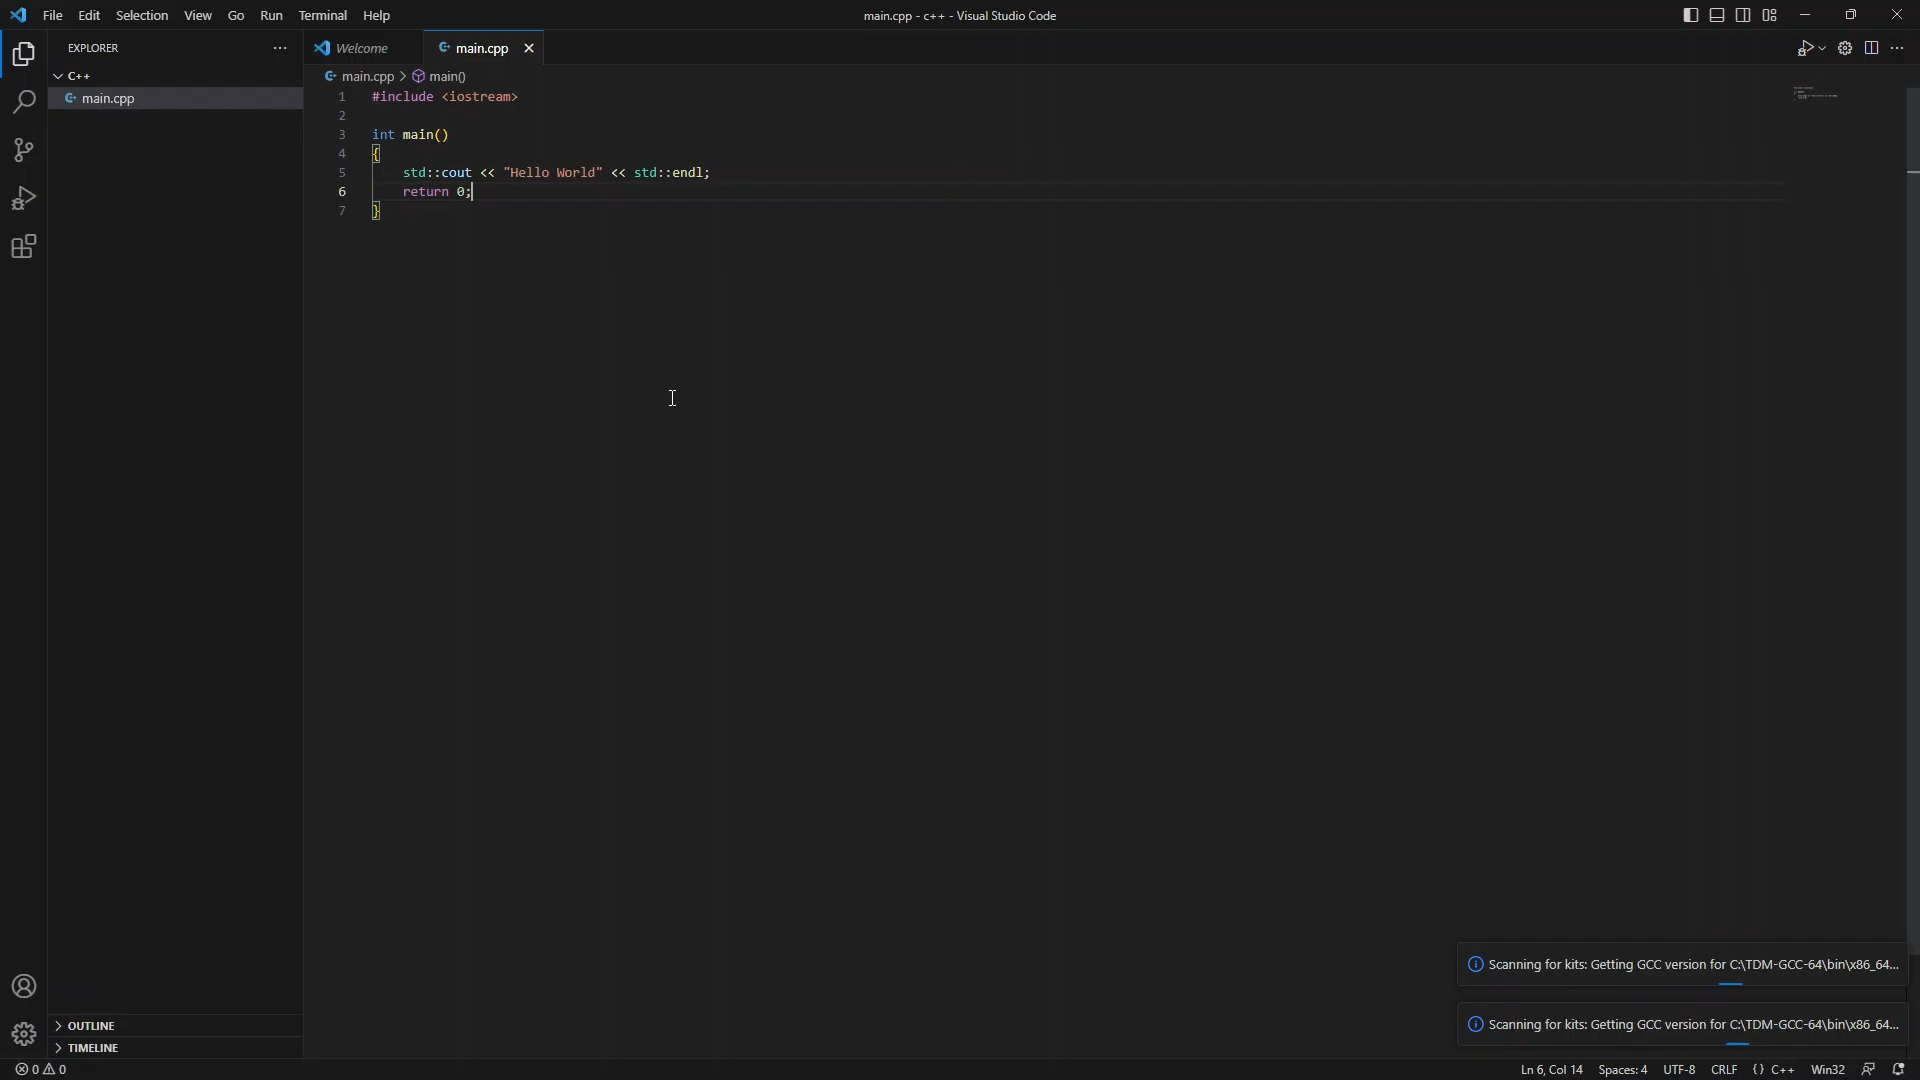 File Edit Selection View Go Run Terminal Help
main.cpp - c++ - Visual Studio Code
EXPLORER
Welcome
main.cpp
C++
main.cpp
main.cpp > main()
1 #include <iostream>
2
3 int main()
4 {
5 std::cout << "Hello World" << std::endl;
6 return 0;
7 }
Scanning for kits: Getting GCC version for C:\TDM-GCC-64\bin\x86_64...
Scanning for kits: Getting GCC version for C:\TDM-GCC-64\bin\x86_64...
OUTLINE
TIMELINE
0 0
Ln 6, Col 14 Spaces: 4 UTF-8 CRLF {} C++ Win32